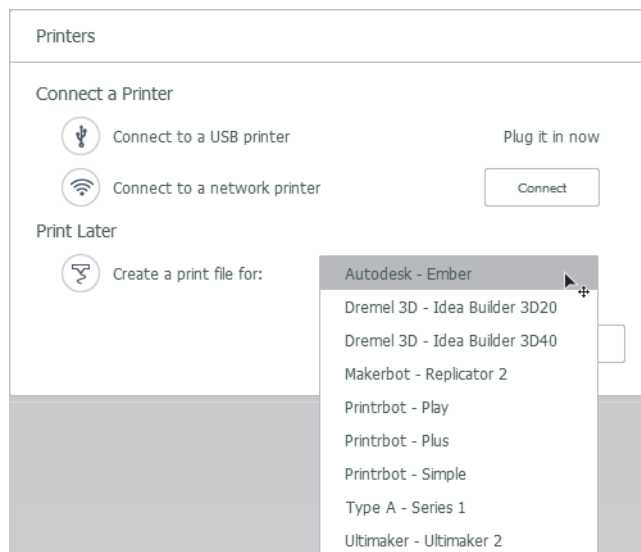 Printers
Connect a Printer
Connect to a USB printer Plug it in now
Connect to a network printer Connect
Print Later
Create a print file for: Autodesk - Ember
Dremel 3D - Idea Builder 3D20
Dremel 3D - Idea Builder 3D40
Makerbot - Replicator 2
Printrbot - Play
Printrbot - Plus
Printrbot - Simple
Type A - Series 1
Ultimaker - Ultimaker 2